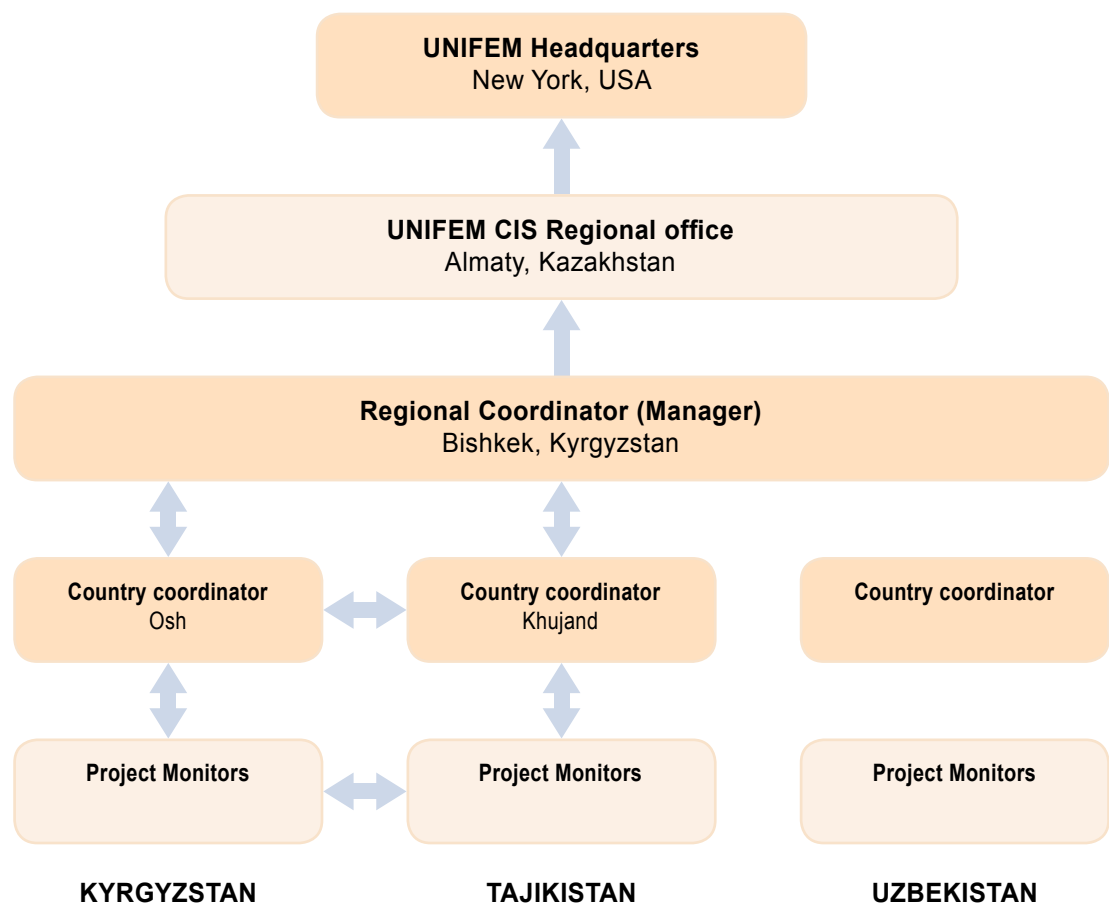 UNIFEM Headquarters
New York, USA
UNIFEM CIS Regional office
Almaty, Kazakhstan
Regional Coordinator (Manager)
Bishkek, Kyrgyzstan
Country coordinator
Osh
Country coordinator
Khujand
Country coordinator
Project Monitors
Project Monitors
Project Monitors
KYRGYZSTAN
TAJIKISTAN
UZBEKISTAN